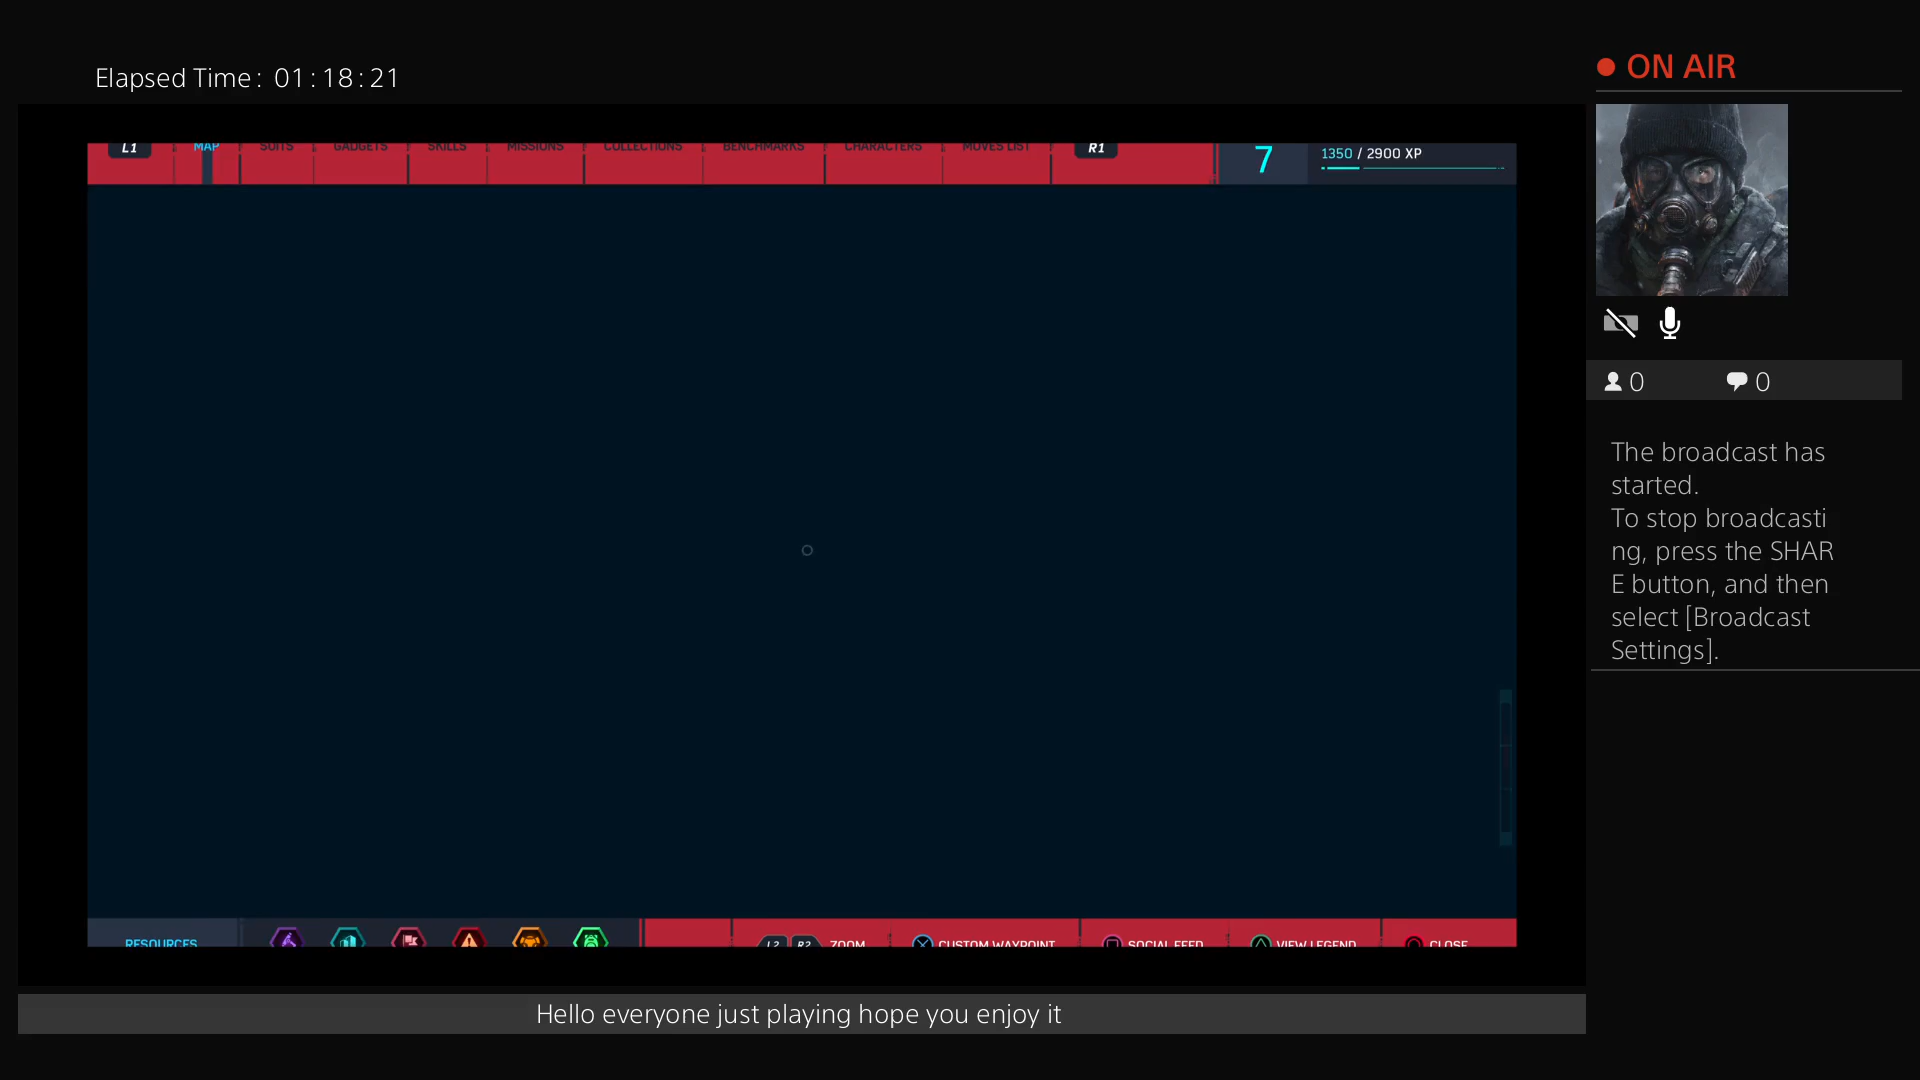 Elapsed Time: 01:18:21
ON AIR
L1 MAP SUITS GADGETS SKILL MISSIONS COLLECTIONS BENCHMARKS CHARACTERS MOVES LIST R1
7
1350 / 2900 XP
0 0
The broadcast has
started.
To stop broadcasti
ng, press the SHAR
E button, and then
select [Broadcast
Settings].
RESOURCES L2 R2 ZOOM CUSTOM WAYPOINT SOCIAL FEED VIEW LEGEND CLOSE
Hello everyone just playing hope you enjoy it